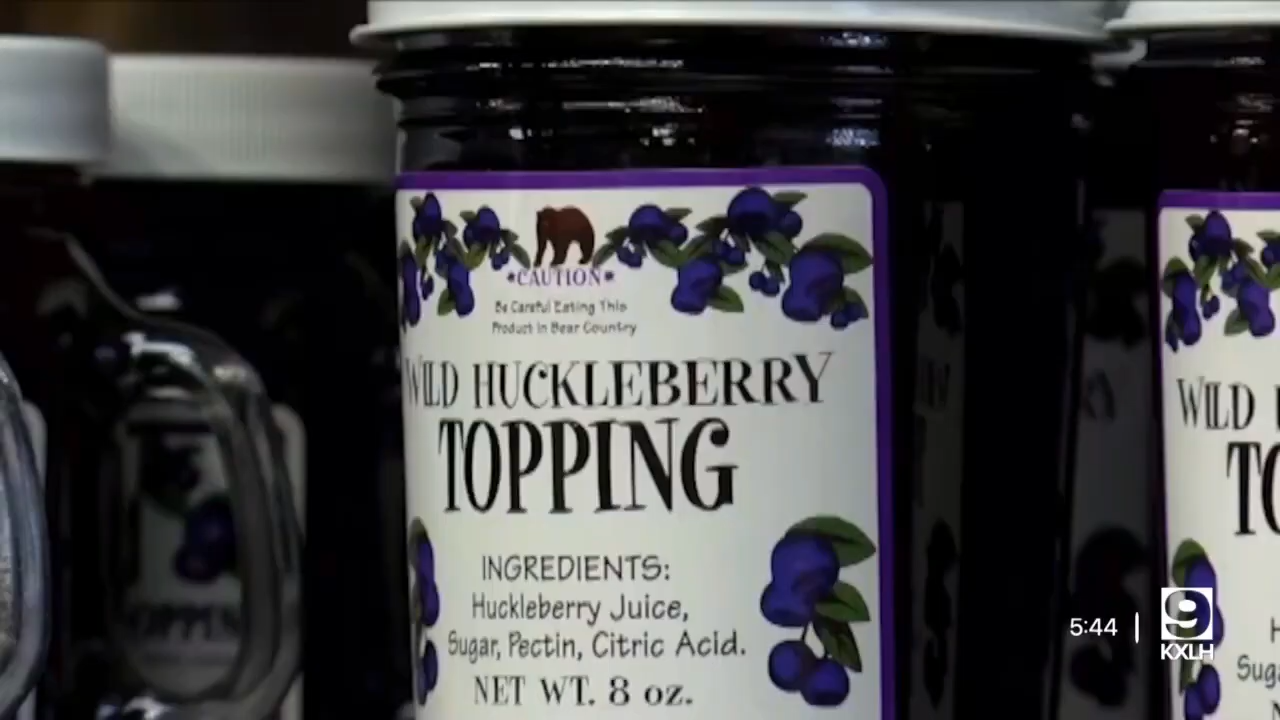 *CAUTION*
Be Careful Eating This
Product In Bear Country
WILD HUCKLEBERRY
TOPPING
INGREDIENTS:
Huckleberry Juice,
Sugar, Pectin, Citric Acid.
NET WT. 8 oz.
WILD
5:44
9
KXLH